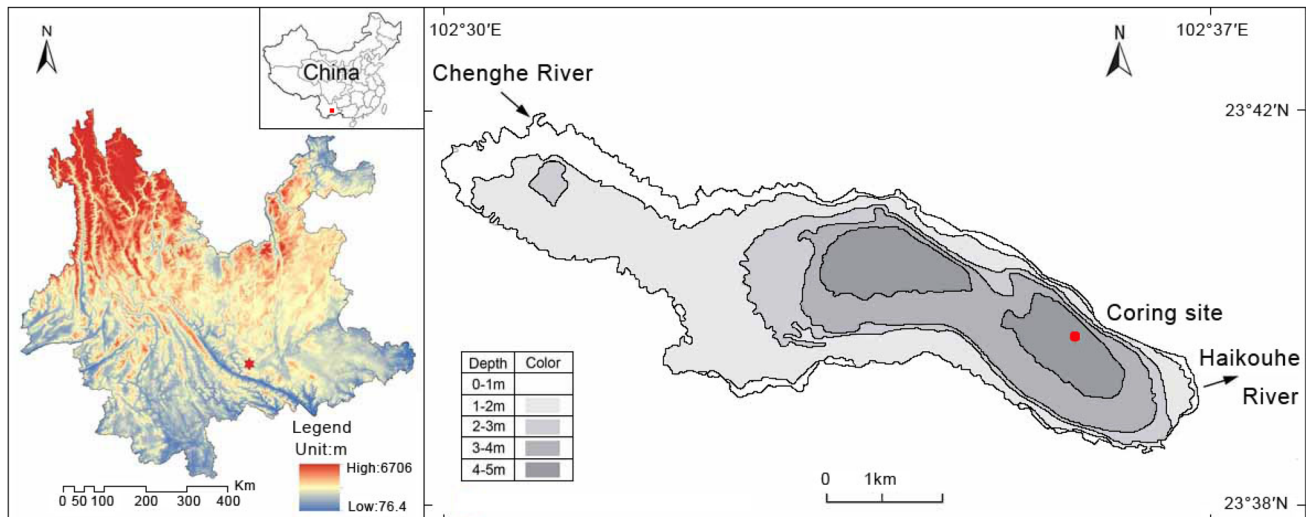 N
China
Legend
Unit:m
High:6706
Low:76.4
Km
0 50 100 200 300 400
102°30′E
102°37′E
N
23°42′N
Chenghe River
Coring site
Haikouhe
River
Depth Color
0-1m
1-2m
2-3m
3-4m
4-5m
0 1km
23°38′N